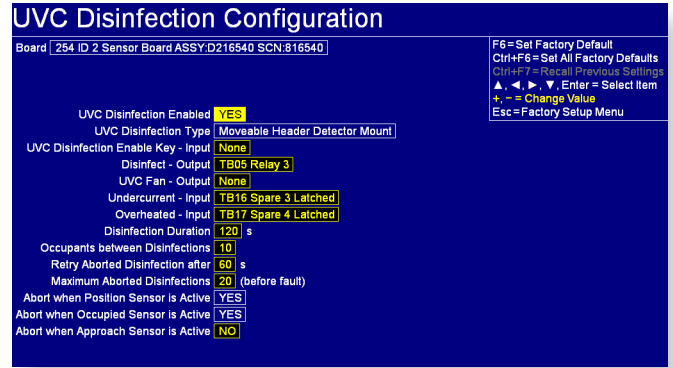 UVC Disinfection Configuration
Board 254 ID 2 Sensor Board ASSY:D216540 SCN:816540
F6=Set Factory Default
Ctrl+F6=Set All Factory Defaults
Ctrl+F7=Recall Previous Settings
▲, ◄, ►, ▼, Enter = Select Item
+, − = Change Value
Esc=Factory Setup Menu
UVC Disinfection Enabled YES
UVC Disinfection Type Moveable Header Detector Mount
UVC Disinfection Enable Key - Input None
Disinfect - Output TB05 Relay 3
UVC Fan - Output None
Undercurrent - Input TB16 Spare 3 Latched
Overheated - Input TB17 Spare 4 Latched
Disinfection Duration 120 s
Occupants between Disinfections 10
Retry Aborted Disinfection after 60 s
Maximum Aborted Disinfections 20 (before fault)
Abort when Position Sensor is Active YES
Abort when Occupied Sensor is Active YES
Abort when Approach Sensor is Active NO